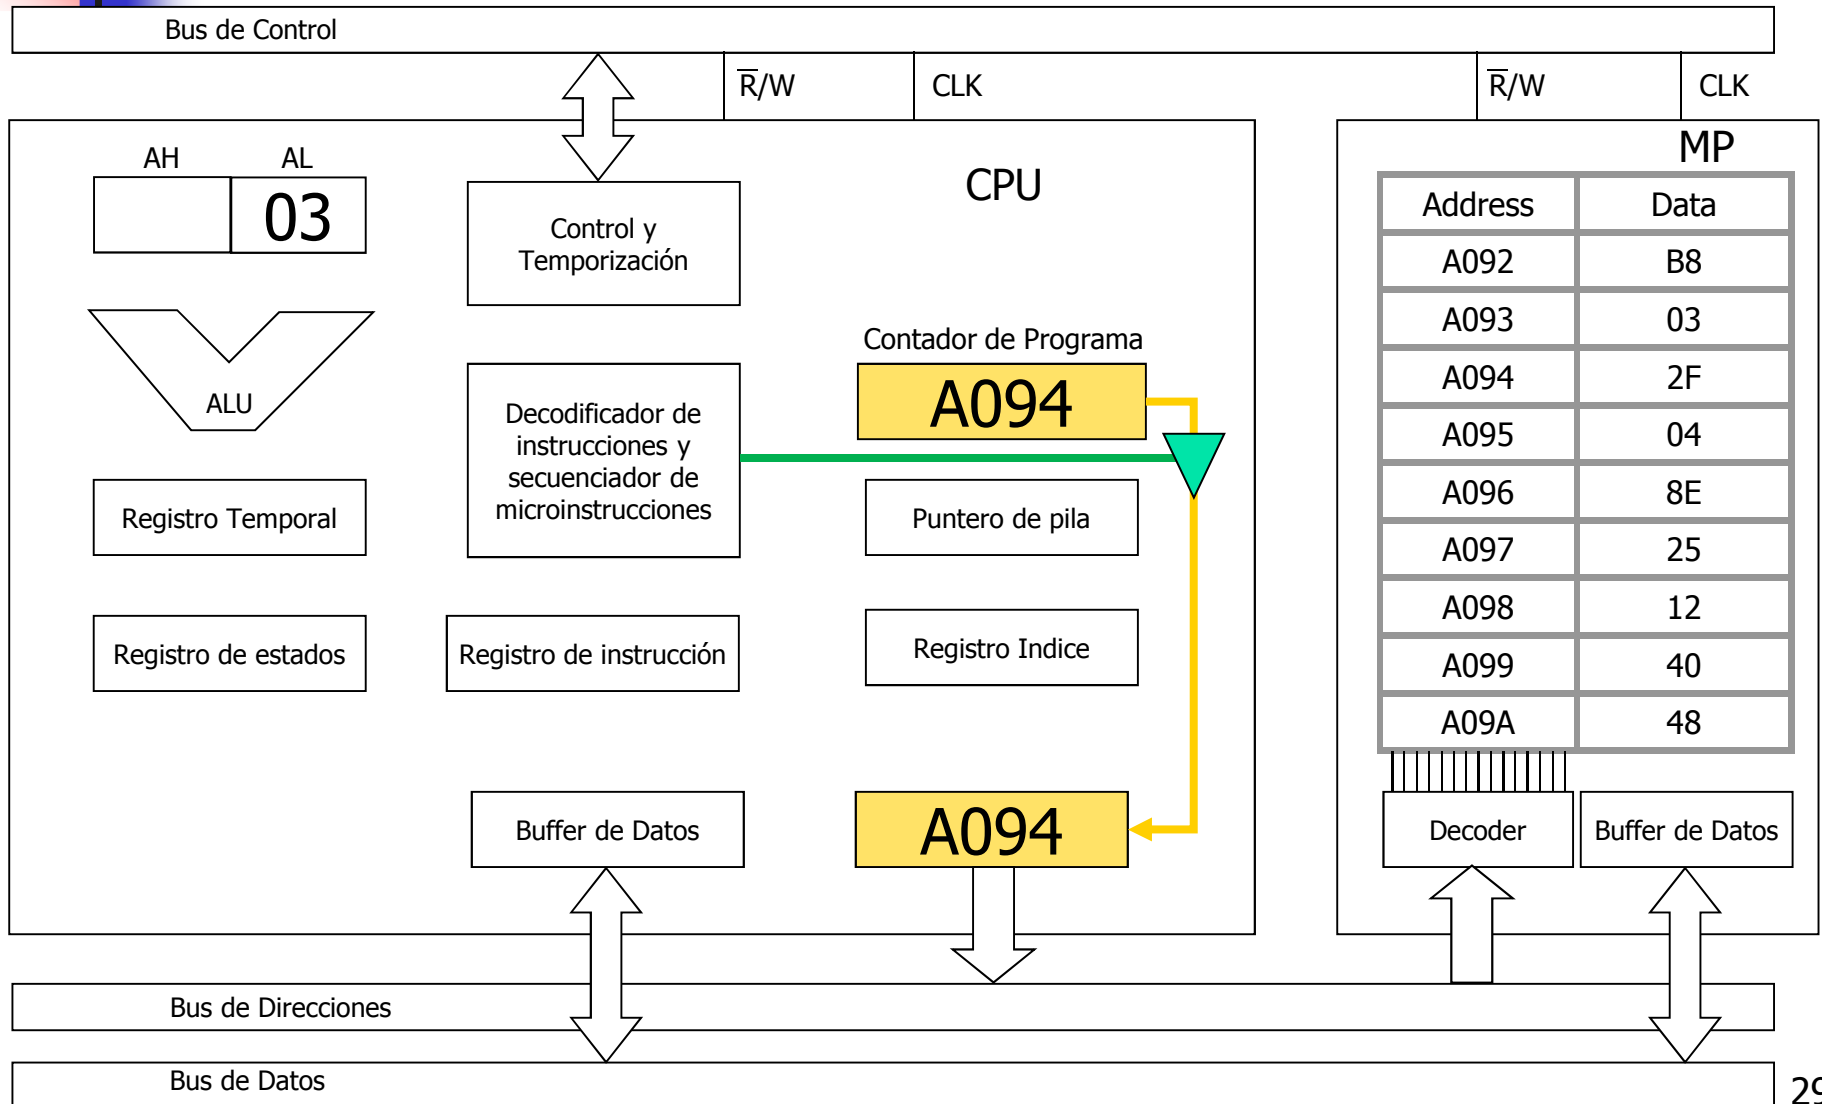 Bus de Control
R̅/W
CLK
R̅/W
CLK
AH
AL
03
CPU
Control y
Temporización
Contador de Programa
A094
ALU
Decodificador de
instrucciones y
secuenciador de
microinstrucciones
Registro Temporal
Puntero de pila
Registro de estados
Registro de instrucción
Registro Indice
Buffer de Datos
A094
MP
Address Data
A092 B8
A093 03
A094 2F
A095 04
A096 8E
A097 25
A098 12
A099 40
A09A 48
Decoder
Buffer de Datos
Bus de Direcciones
Bus de Datos
29